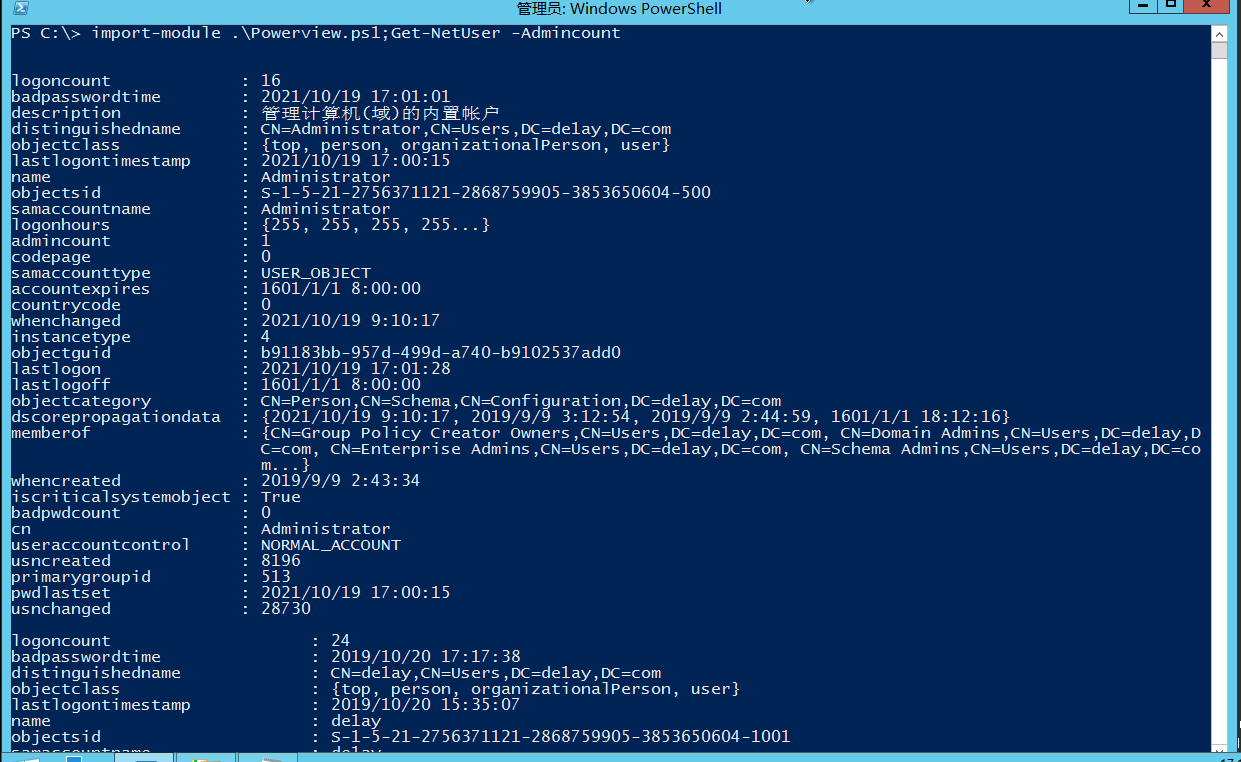 管理员: Windows PowerShell
PS C:\> import-module .\Powerview.ps1;Get-NetUser -Admincount
logoncount : 16
badpasswordtime : 2021/10/19 17:01:01
description : 管理计算机(域)的内置帐户
distinguishedname : CN=Administrator,CN=Users,DC=delay,DC=com
objectclass : {top, person, organizationalPerson, user}
lastlogontimestamp : 2021/10/19 17:00:15
name : Administrator
objectsid : S-1-5-21-2756371121-2868759905-3853650604-500
samaccountname : Administrator
logonhours : {255, 255, 255, 255...}
admincount : 1
codepage : 0
samaccounttype : USER_OBJECT
accountexpires : 1601/1/1 8:00:00
countrycode : 0
whenchanged : 2021/10/19 9:10:17
instancetype : 4
objectguid : b91183bb-957d-499d-a740-b9102537add0
lastlogon : 2021/10/19 17:01:28
lastlogoff : 1601/1/1 8:00:00
objectcategory : CN=Person,CN=Schema,CN=Configuration,DC=delay,DC=com
dscorepropagationdata : {2021/10/19 9:10:17, 2019/9/9 3:12:54, 2019/9/9 2:44:59, 1601/1/1 18:12:16}
memberof : {CN=Group Policy Creator Owners,CN=Users,DC=delay,DC=com, CN=Domain Admins,CN=Users,DC=delay,D
C=com, CN=Enterprise Admins,CN=Users,DC=delay,DC=com, CN=Schema Admins,CN=Users,DC=delay,DC=co
m...}
whencreated : 2019/9/9 2:43:34
iscriticalsystemobject : True
badpwdcount : 0
cn : Administrator
useraccountcontrol : NORMAL_ACCOUNT
usncreated : 8196
primarygroupid : 513
pwdlastset : 2021/10/19 17:00:15
usnchanged : 28730
logoncount : 24
badpasswordtime : 2019/10/20 17:17:38
distinguishedname : CN=delay,CN=Users,DC=delay,DC=com
objectclass : {top, person, organizationalPerson, user}
lastlogontimestamp : 2019/10/20 15:35:07
name : delay
objectsid : S-1-5-21-2756371121-2868759905-3853650604-1001
samaccountname : delay